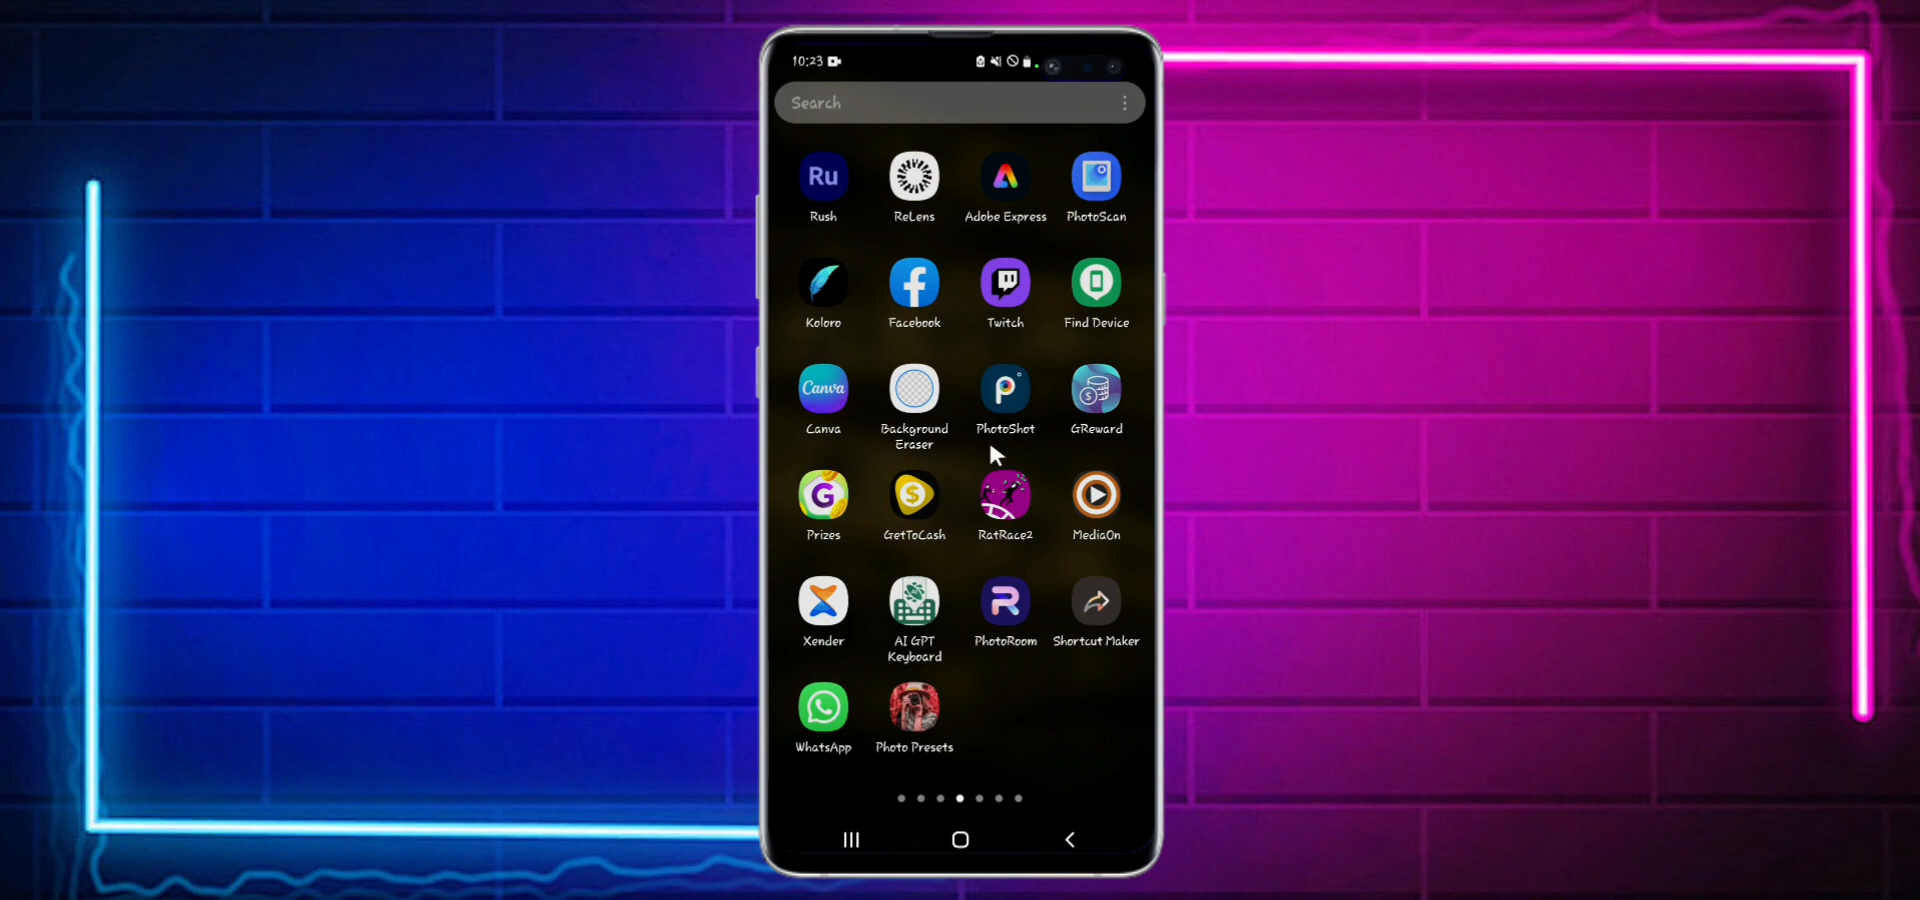 10:23
Search
Ru
Rush
ReLens
Adobe Express
PhotoScan
Koloro
Facebook
Twitch
Find Device
Canva
Canva
Background
Eraser
P
PhotoShot
$
GReward
G
Prizes
$
GetToCash
RatRace2
MediaOn
Xender
AI GPT
Keyboard
R
PhotoRoom
Shortcut Maker
WhatsApp
Photo Presets